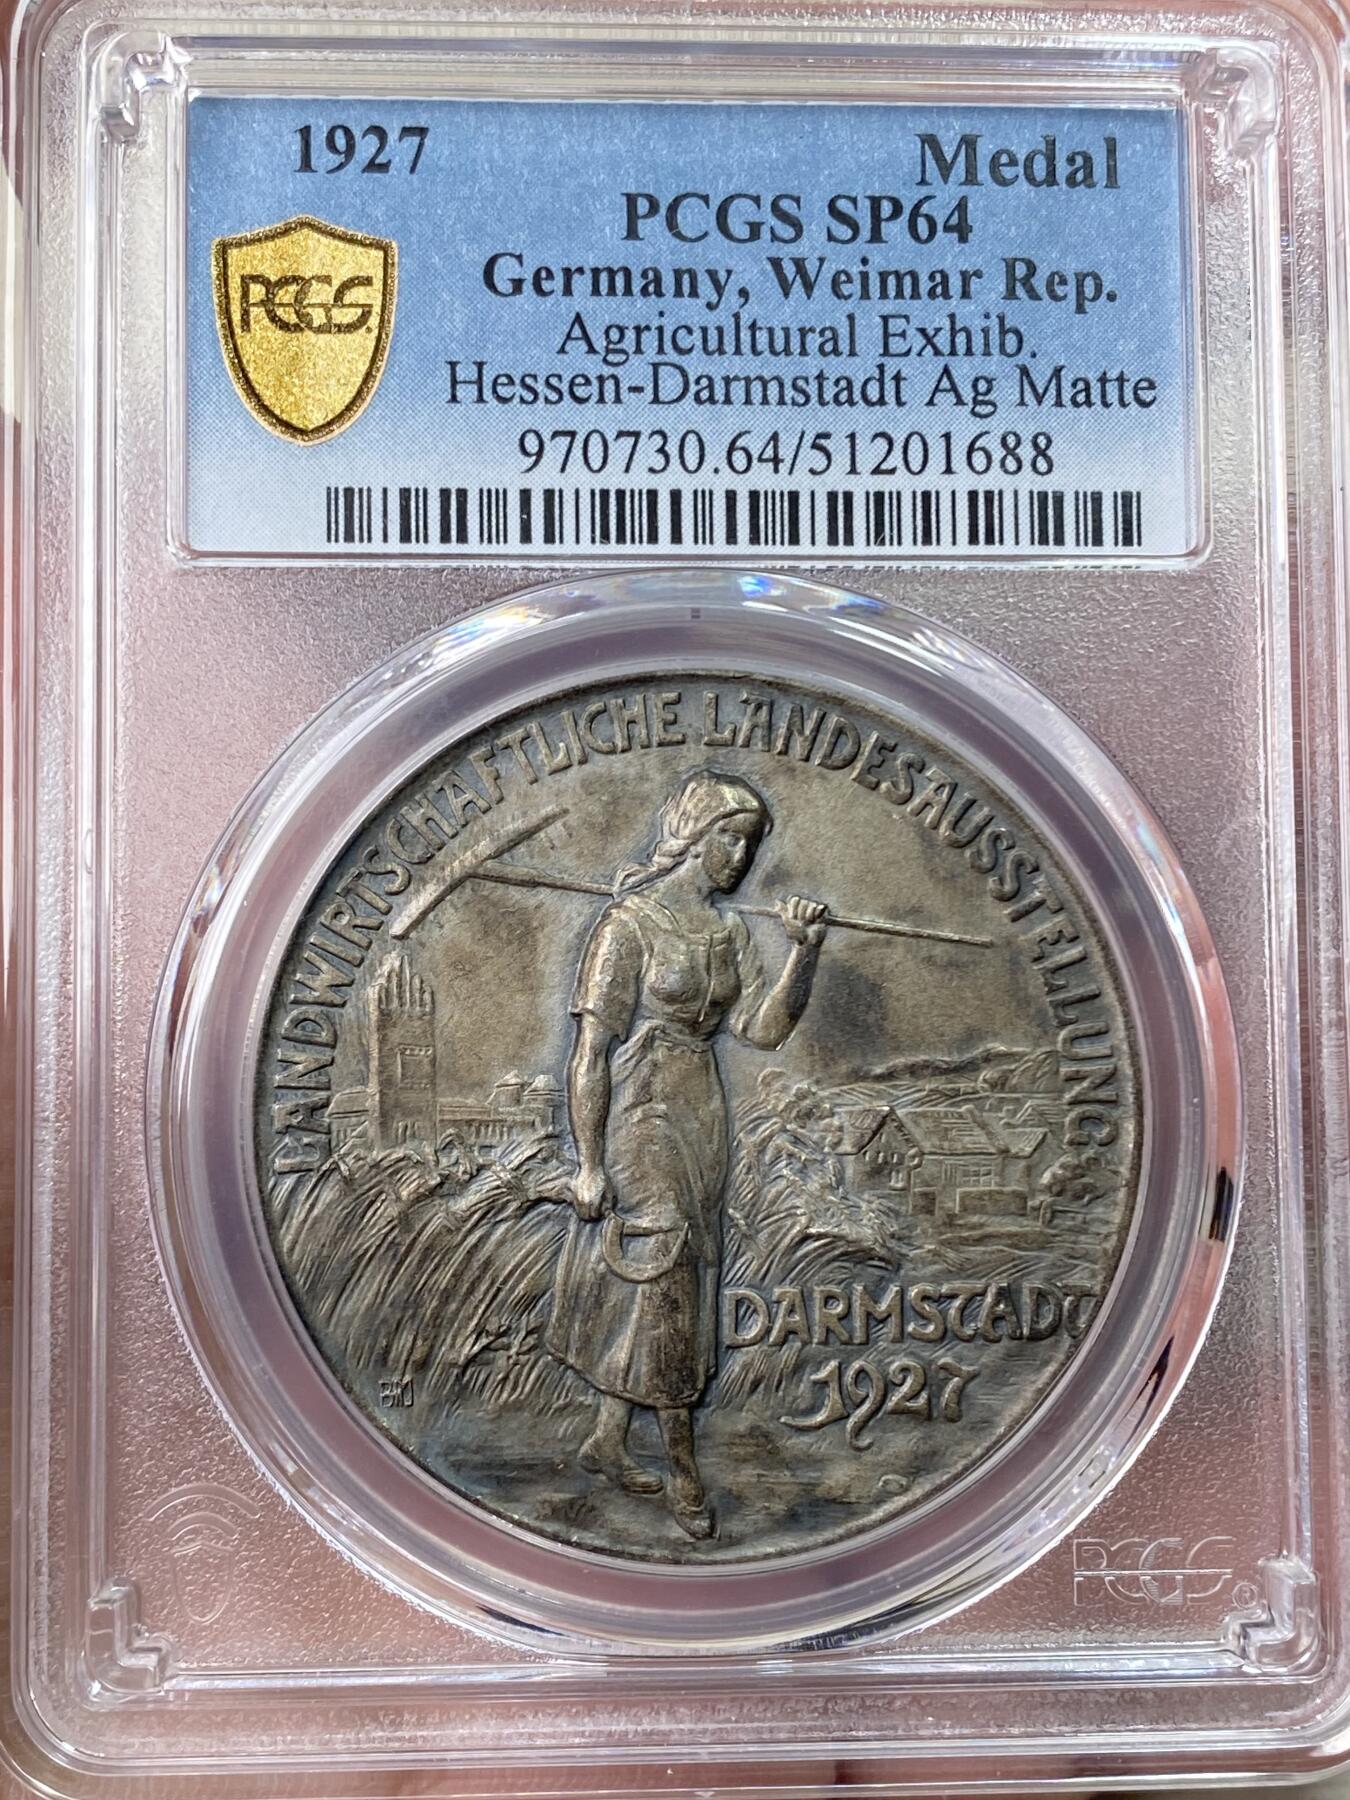 1927 Medal
PCGS SP64
Germany, Weimar Rep.
PCGS
Agricultural Exhib.
Hessen-Darmstadt Ag Matte
970730.64/51201688
LANDWIRTSCHAFTLICHE LANDESAUSSTELLUNG
DARMSTADT
1927
PCGS